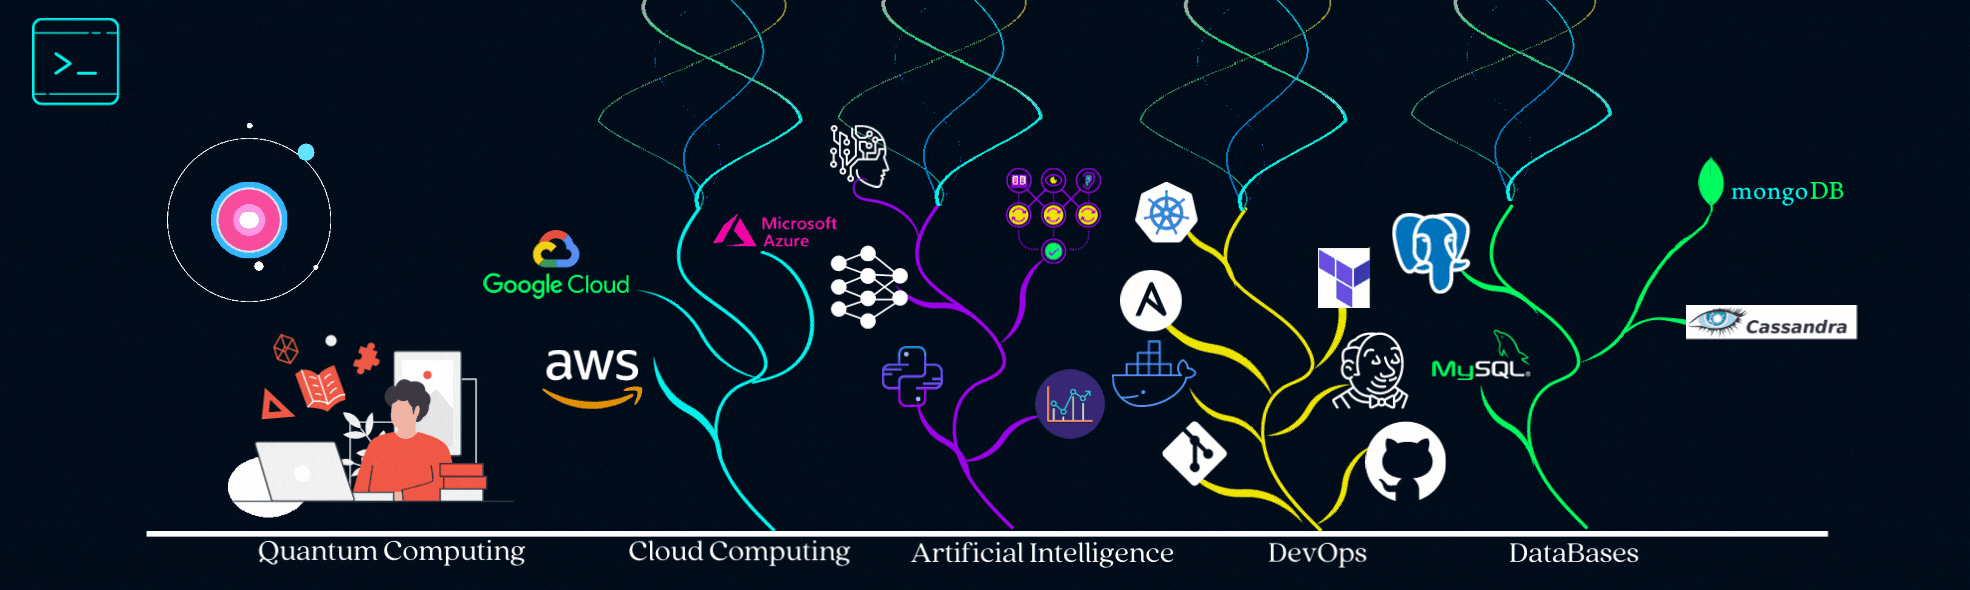 >_
Google Cloud
aws
Microsoft
Azure
mongoDB
Cassandra
MySQL®
Quantum Computing
Cloud Computing
Artificial Intelligence
DevOps
DataBases